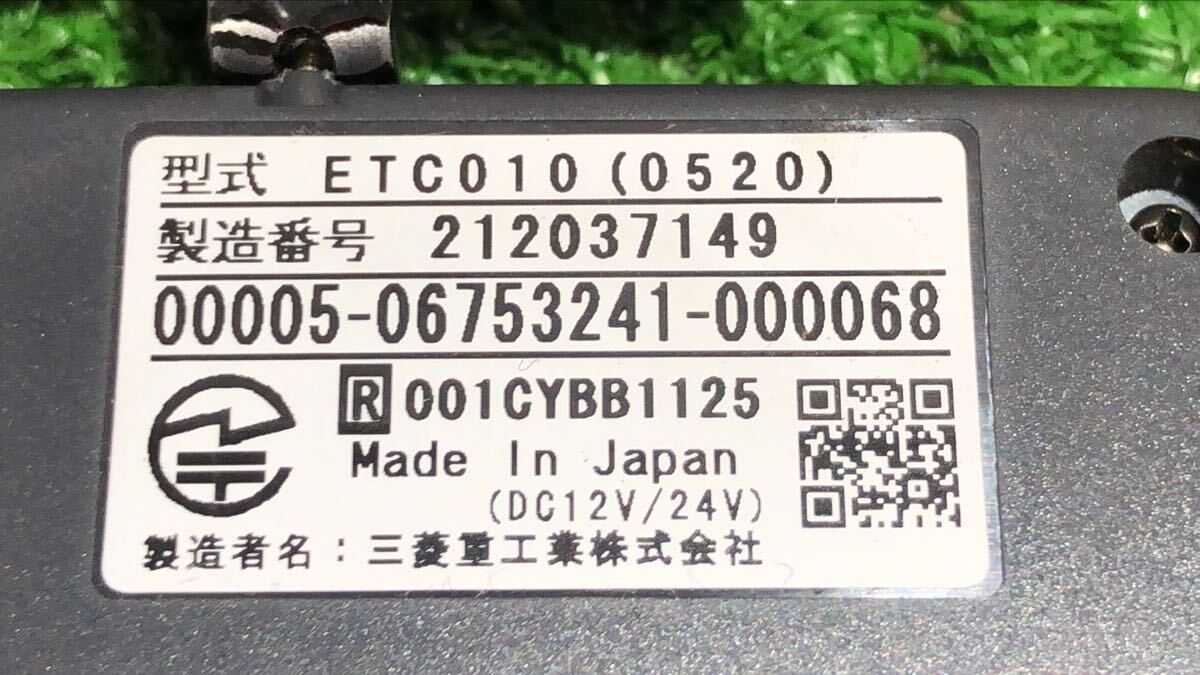 型式 ETC010(0520)
製造番号 212037149
00005-06753241-000068
R 001CYBB1125
Made In Japan
(DC12V/24V)
製造者名：三菱重工業株式会社